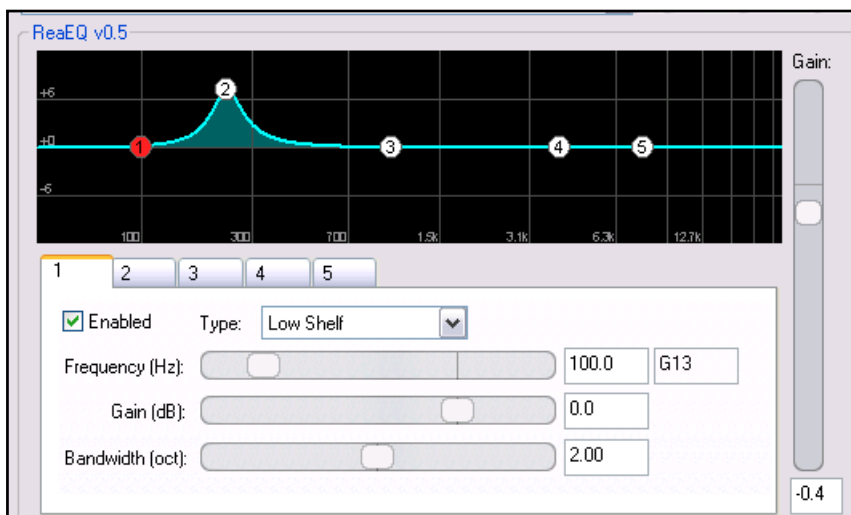 ReaEQ v0.5
Gain:
+6
+0
-6
1 2 3 4 5
100 300 700 1.5k 3.1k 6.3k 12.7k
1 2 3 4 5
Enabled Type: Low Shelf
Frequency (Hz): 100.0 G13
Gain (dB): 0.0
Bandwidth (oct): 2.00
-0.4